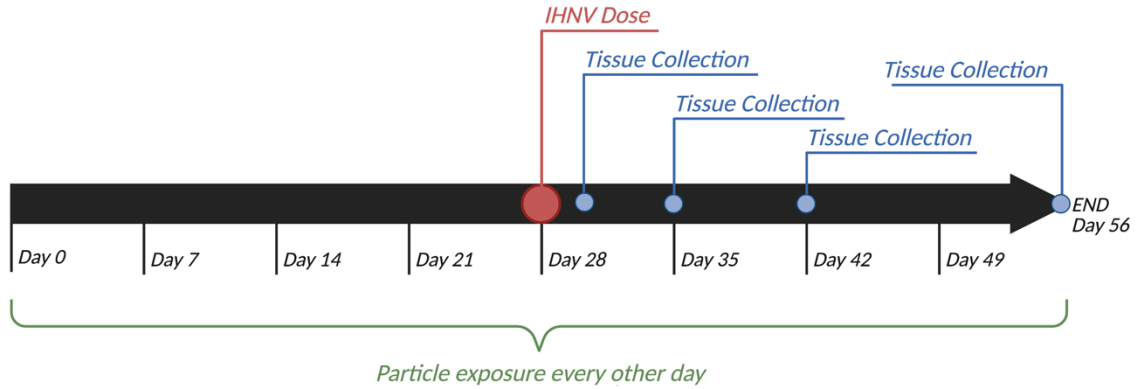 IHNV Dose
Tissue Collection
Tissue Collection
Tissue Collection
Tissue Collection
END
Day 56
Day 0
Day 7
Day 14
Day 21
Day 28
Day 35
Day 42
Day 49
Particle exposure every other day